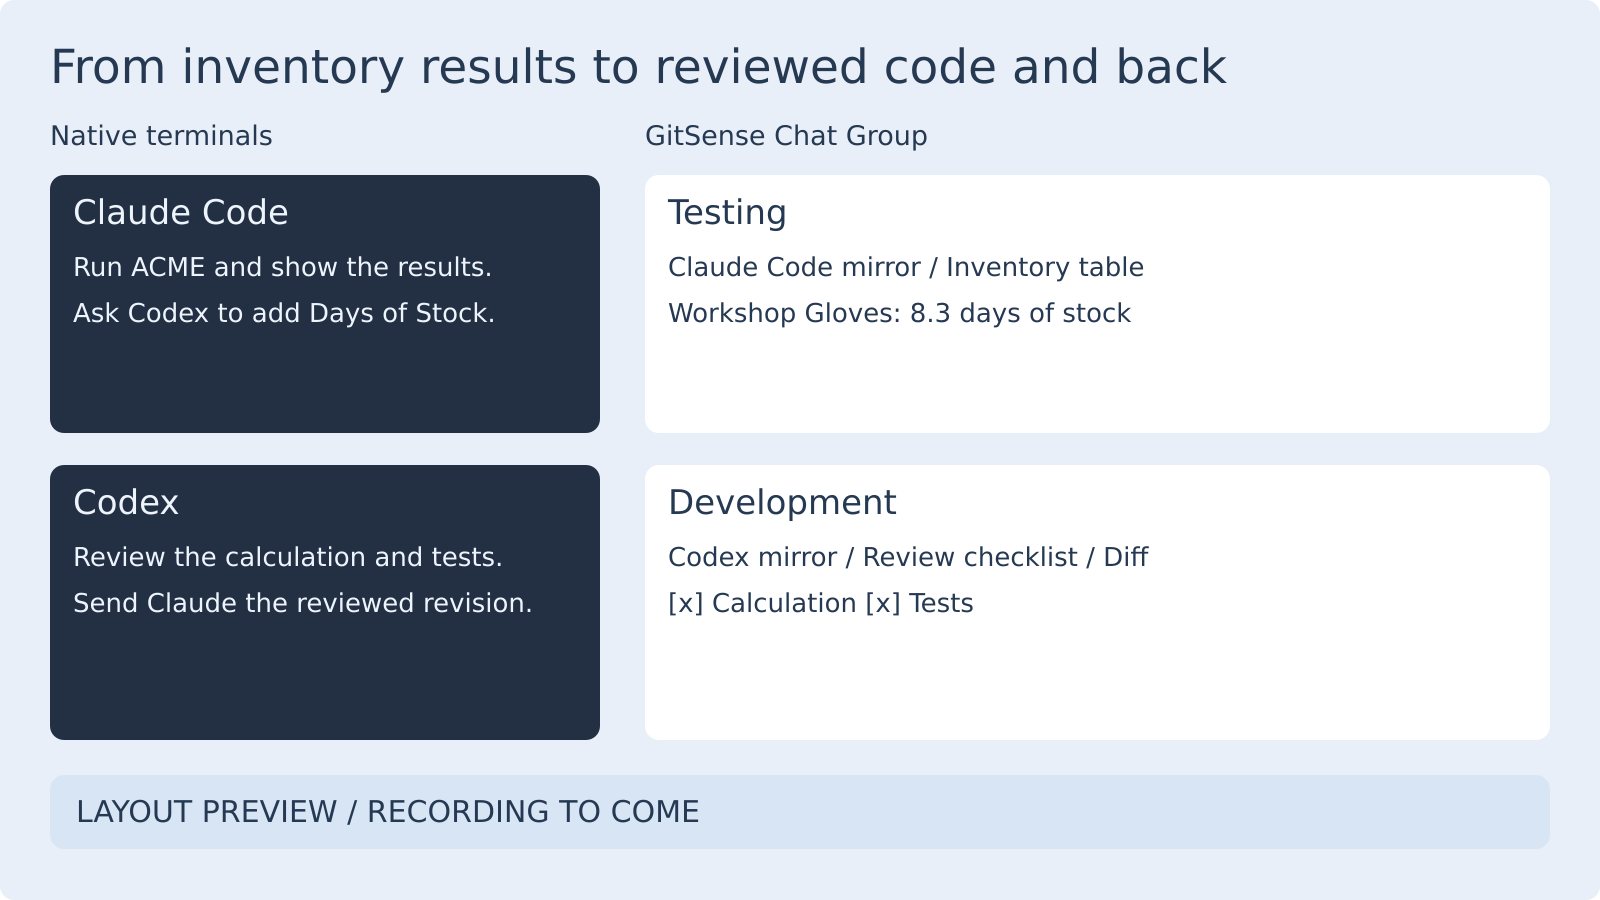 From inventory results to reviewed code and back
Native terminals
GitSense Chat Group
Claude Code
Run ACME and show the results.
Ask Codex to add Days of Stock.
Testing
Claude Code mirror / Inventory table
Workshop Gloves: 8.3 days of stock
Codex
Review the calculation and tests.
Send Claude the reviewed revision.
Development
Codex mirror / Review checklist / Diff
[x] Calculation [x] Tests
LAYOUT PREVIEW / RECORDING TO COME